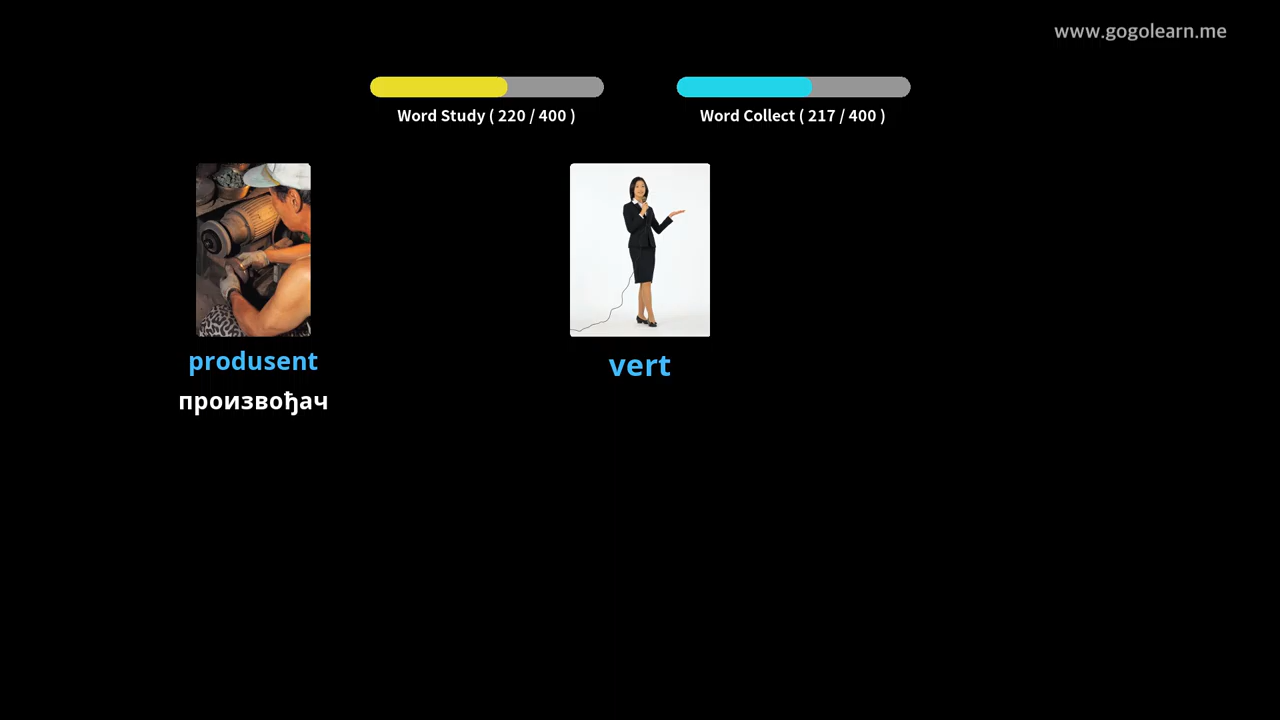 www.gogolearn.me
Word Study ( 220 / 400 )
Word Collect ( 217 / 400 )
produsent
произвођач
vert